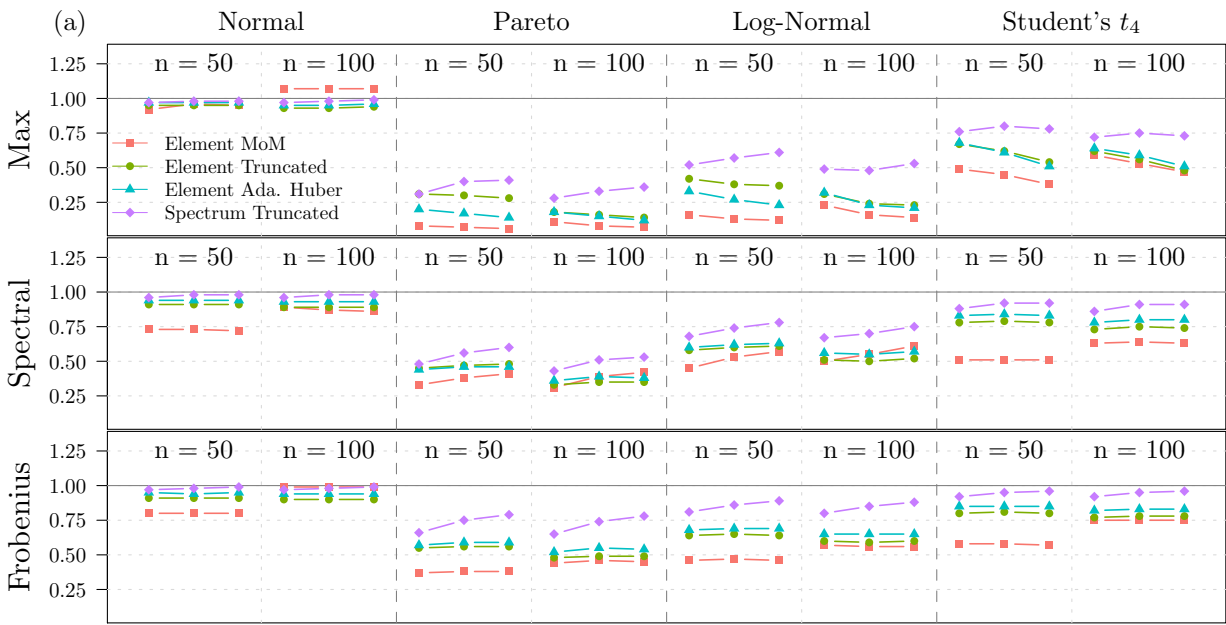 (a) Normal Pareto Log-Normal Student's t₄
Max
1.25
1.00
0.75
0.50
0.25
n = 50 n = 100 n = 50 n = 100 n = 50 n = 100 n = 50 n = 100
Element MoM
Element Truncated
Element Ada. Huber
Spectrum Truncated
Spectral
1.25
1.00
0.75
0.50
0.25
n = 50 n = 100 n = 50 n = 100 n = 50 n = 100 n = 50 n = 100
Frobenius
1.25
1.00
0.75
0.50
0.25
n = 50 n = 100 n = 50 n = 100 n = 50 n = 100 n = 50 n = 100